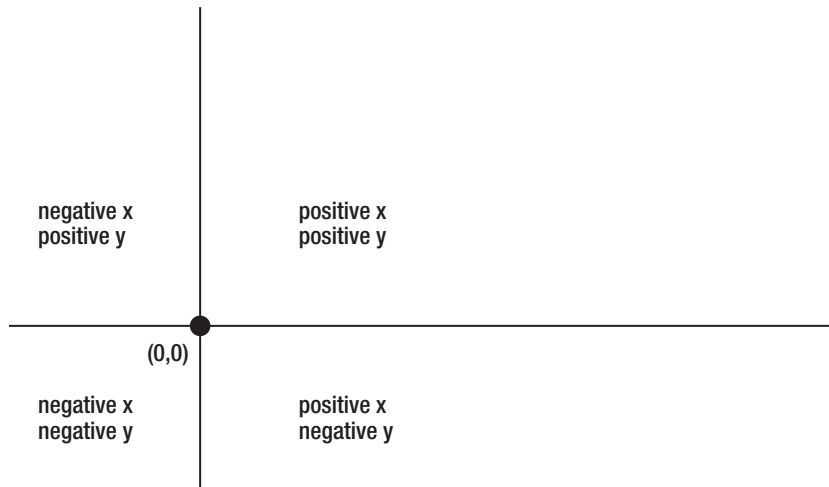 negative x
positive y
positive x
positive y
(0,0)
negative x
negative y
positive x
negative y